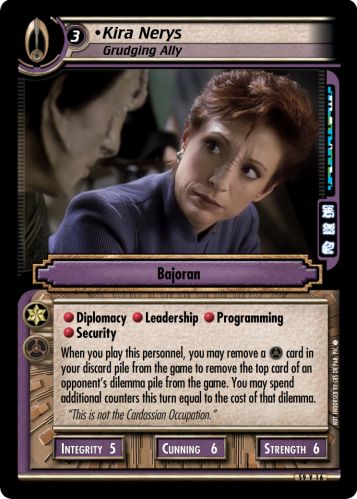 3
•Kira Nerys
Grudging Ally
Bajoran
Diplomacy Leadership Programming
Security
When you play this personnel, you may remove a card in
your discard pile from the game to remove the top card of an
opponent's dilemma pile from the game. You may spend
additional counters this turn equal to the cost of that dilemma.
"This is not the Cardassian Occupation."
Integrity 5 Cunning 6 Strength 6
59 V 16